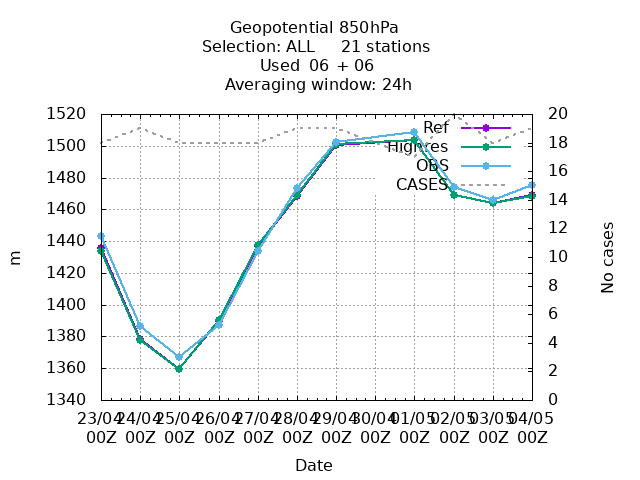 Geopotential 850hPa
Selection: ALL 21 stations
Used 06 + 06
Averaging window: 24h
1520
1500
1480
1460
1440
1420
1400
1380
1360
1340
20
18
16
14
12
10
8
6
4
2
0
m
No cases
Ref
Highres
OBS
CASES
23/04 24/04 25/04 26/04 27/04 28/04 29/04 30/04 01/05 02/05 03/05 04/05
00Z 00Z 00Z 00Z 00Z 00Z 00Z 00Z 00Z 00Z 00Z 00Z
Date